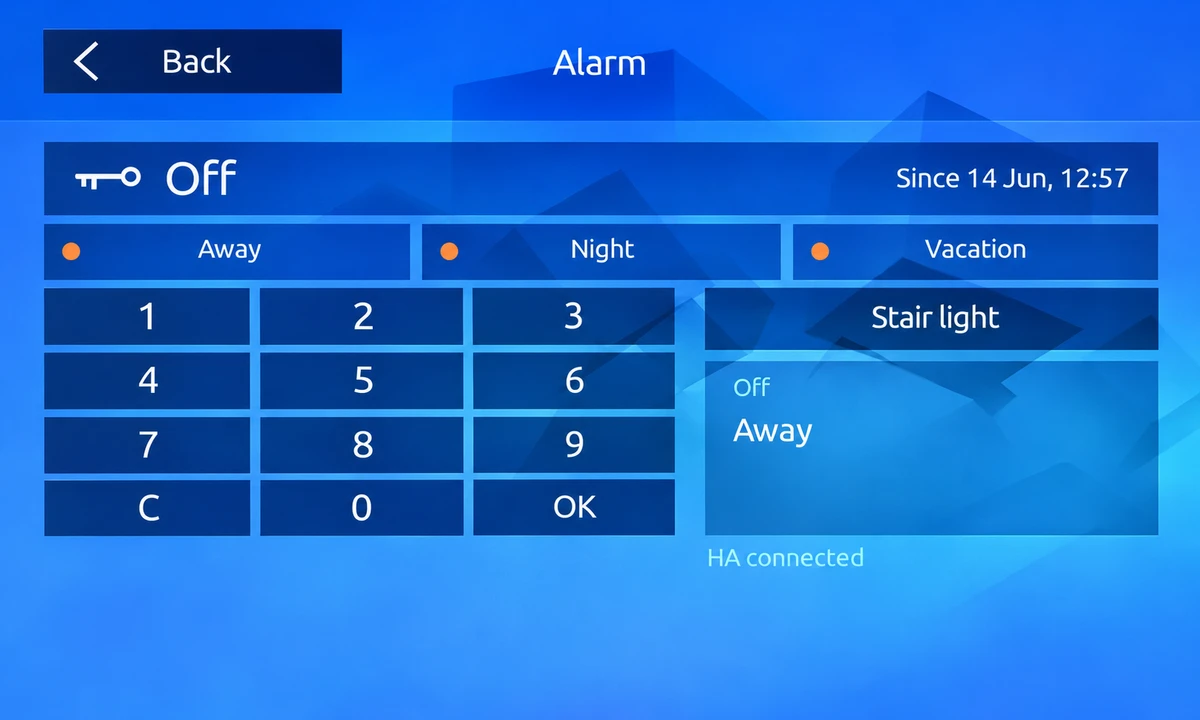 Back
Alarm
Off
Since 14 Jun, 12:57
Away
Night
Vacation
1
2
3
Stair light
4
5
6
Off
Away
7
8
9
C
0
OK
HA connected